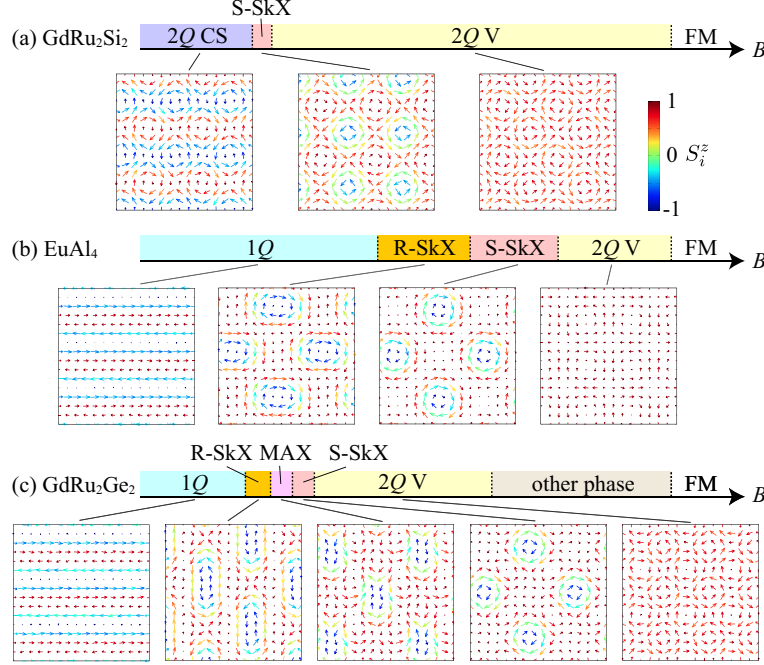 S-SkX
(a) GdRu₂Si₂ 2Q CS 2Q V FM B
1
0 Sᵢᶻ
-1
(b) EuAl₄ 1Q R-SkX S-SkX 2Q V FM B
R-SkX MAX S-SkX
(c) GdRu₂Ge₂ 1Q 2Q V other phase FM B